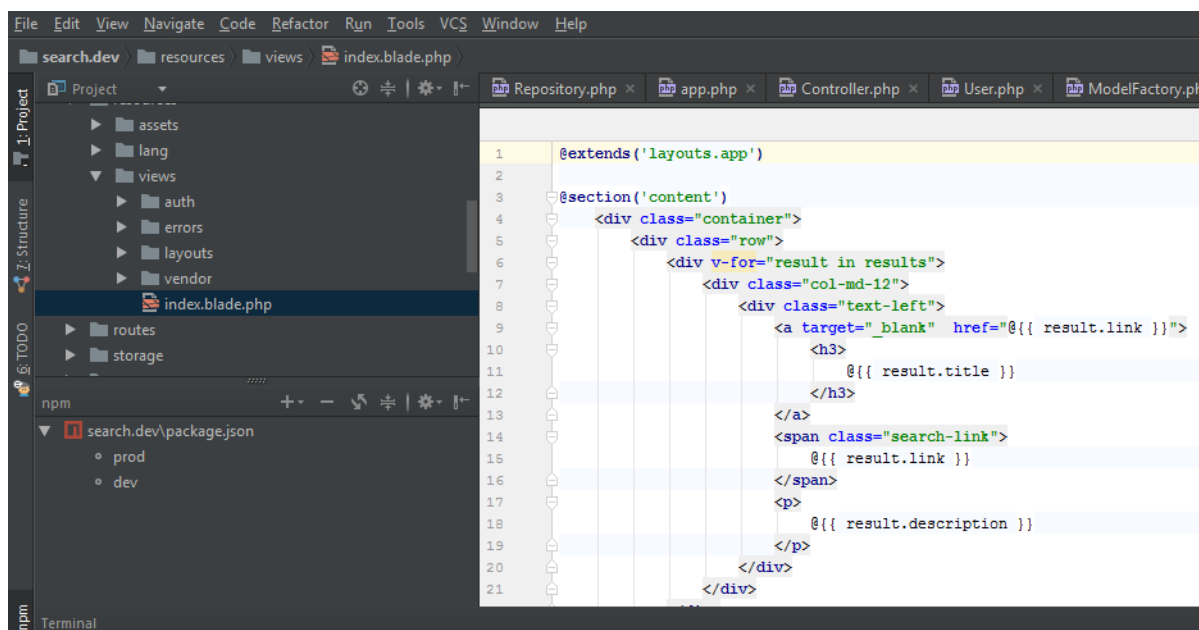 File Edit View Navigate Code Refactor Run Tools VCS Window Help
search.dev resources views index.blade.php
1: Project
Project
Repository.php × app.php × Controller.php × User.php × ModelFactory.ph
assets
lang
views
auth
errors
layouts
vendor
index.blade.php
routes
storage
Z: Structure
6: TODO
npm
search.dev\package.json
prod
dev
npm
Terminal
1 @extends('layouts.app')
2
3 @section('content')
4 <div class="container">
5 <div class="row">
6 <div v-for="result in results">
7 <div class="col-md-12">
8 <div class="text-left">
9 <a target="_blank"  href="@{{ result.link }}">
10 <h3>
11 @{{ result.title }}
12 </h3>
13 </a>
14 <span class="search-link">
15 @{{ result.link }}
16 </span>
17 <p>
18 @{{ result.description }}
19 </p>
20 </div>
21 </div>